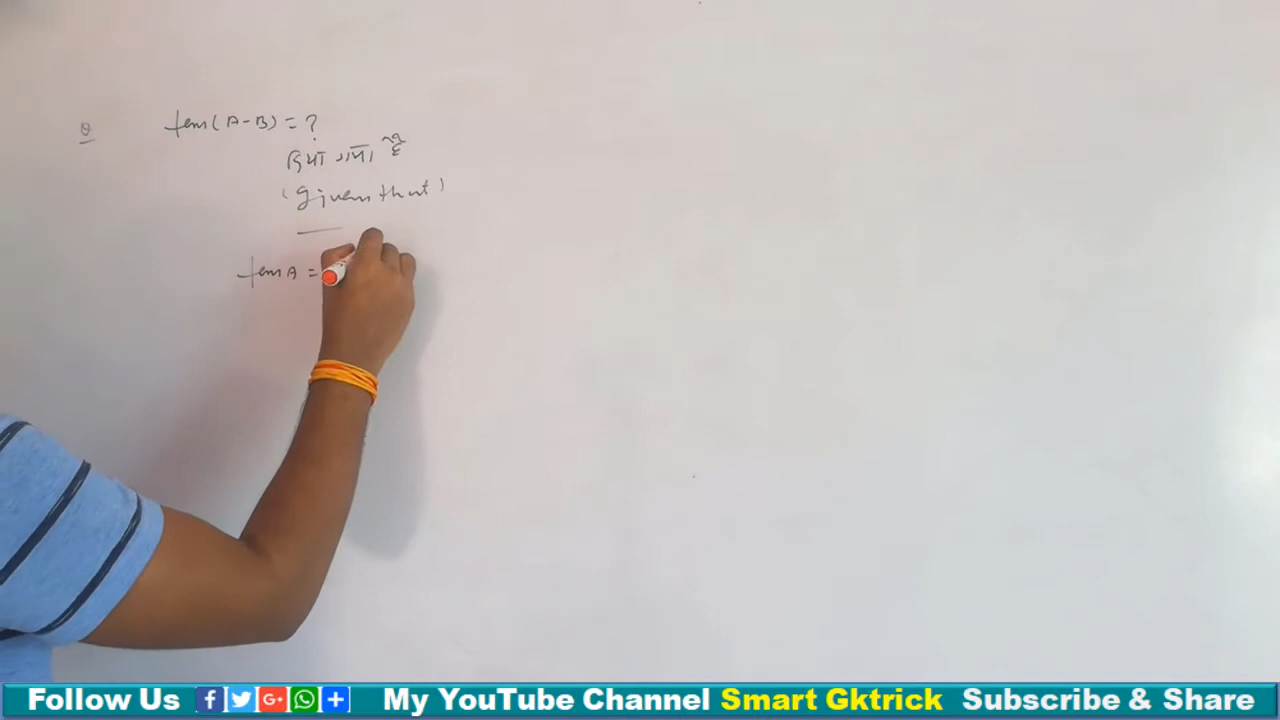 Q tan(A-B) = ?
दिया गया है
(Given that)
tan A =
Follow Us My YouTube Channel Smart Gktrick Subscribe & Share